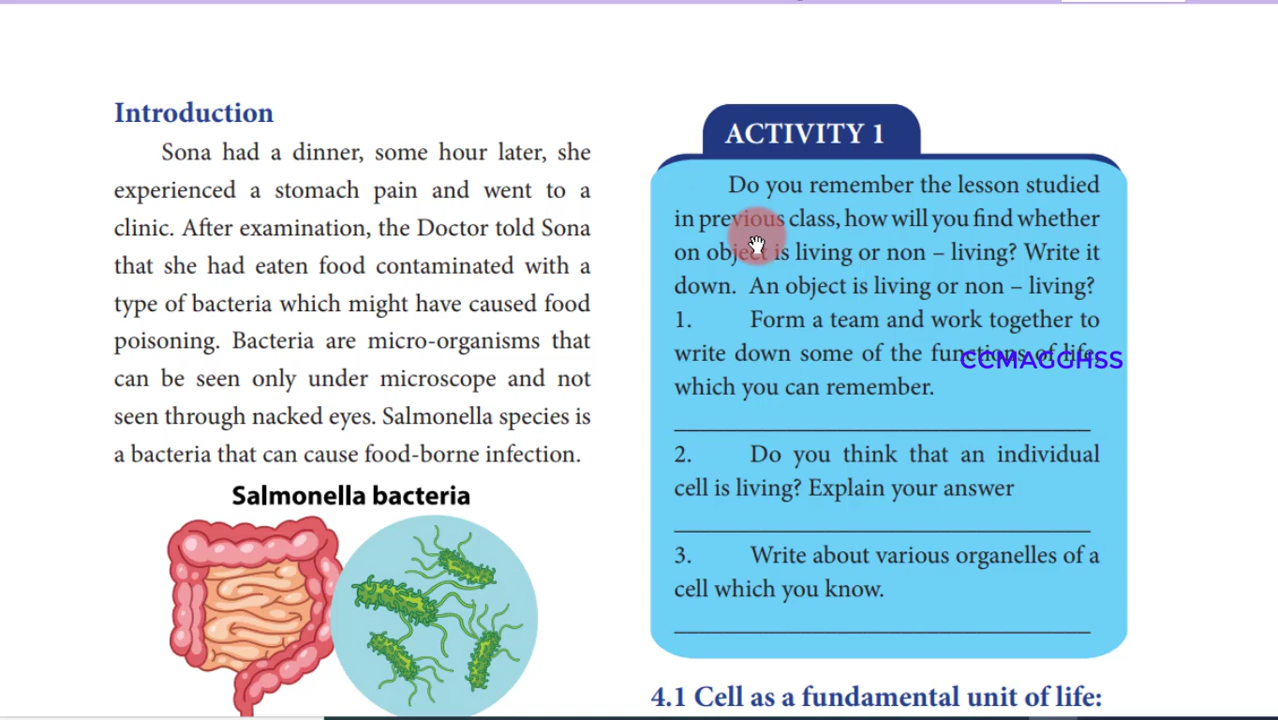 Introduction
Sona had a dinner, some hour later, she
experienced a stomach pain and went to a
clinic. After examination, the Doctor told Sona
that she had eaten food contaminated with a
type of bacteria which might have caused food
poisoning. Bacteria are micro-organisms that
can be seen only under microscope and not
seen through nacked eyes. Salmonella species is
a bacteria that can cause food-borne infection.
Salmonella bacteria
ACTIVITY 1
Do you remember the lesson studied
in previous class, how will you find whether
on object is living or non – living? Write it
down. An object is living or non – living?
1. Form a team and work together to
write down some of the functions of life,
CCMAGGHSS
which you can remember.
2. Do you think that an individual
cell is living? Explain your answer
3. Write about various organelles of a
cell which you know.
4.1 Cell as a fundamental unit of life: